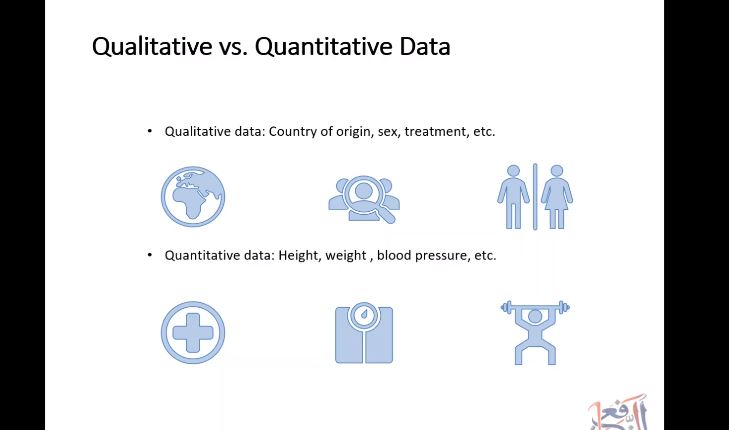 Qualitative vs. Quantitative Data
• Qualitative data: Country of origin, sex, treatment, etc.
• Quantitative data: Height, weight , blood pressure, etc.